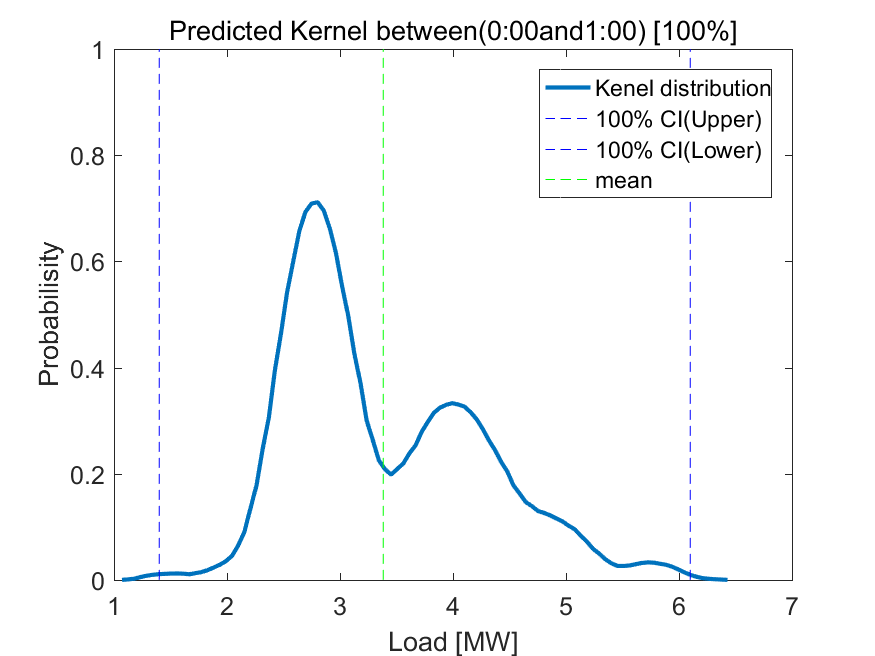 Predicted Kernel between(0:00and1:00) [100%]
1
0.8
0.6
0.4
0.2
0
Probabilisity
Kenel distribution
100% CI(Upper)
100% CI(Lower)
mean
1 2 3 4 5 6 7
Load [MW]